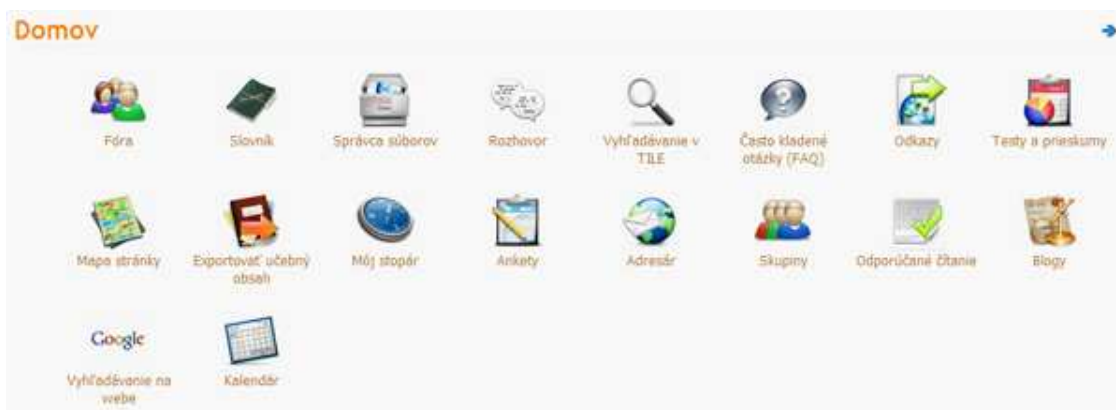 Domov
Fóra
Slovník
Správca súborov
Rozhovor
Vyhľadávanie v
TILE
Často kladené
otázky (FAQ)
Odkazy
Testy a prieskumy
Mapa stránky
Exportovať učebný
obsah
Môj stopár
Ankety
Adresár
Skupiny
Odporúčané čítanie
Blogy
Google
Vyhľadávanie na
webe
Kalendár